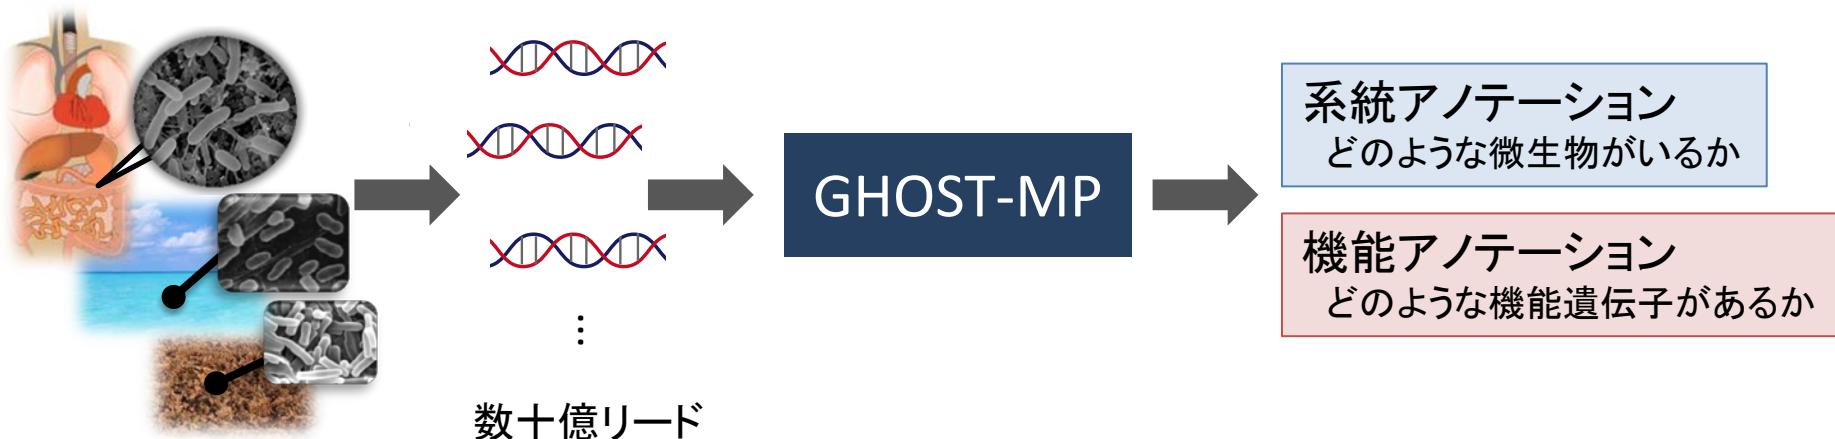 数十億リード
GHOST-MP
系統アノテーション
どのような微生物がいるか
機能アノテーション
どのような機能遺伝子があるか